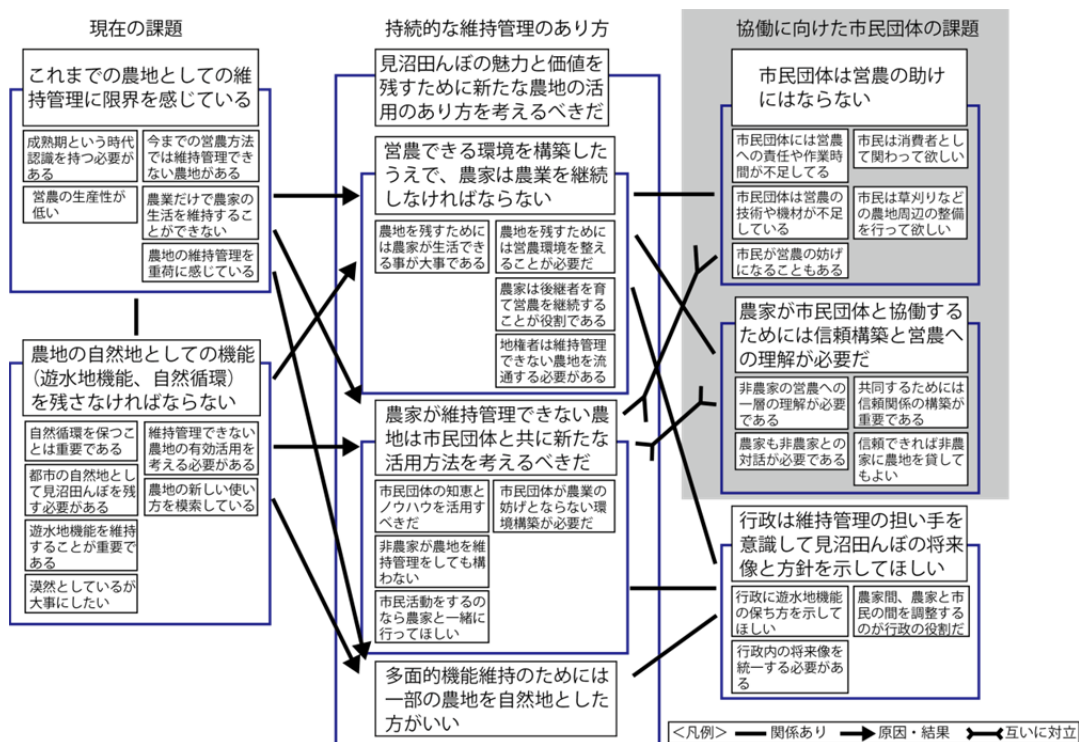 現在の課題
これまでの農地としての維
持管理に限界を感じている
成熟期という時代
認識を持つ必要が
ある
今までの営農方法
では維持管理でき
ない農地がある
営農の生産性が
低い
農業だけで農家の
生活を維持するこ
とができない
農地の維持管理を
重荷に感じている
農地の自然地としての機能
（遊水地機能、自然循環）
を残さなければならない
自然循環を保つこ
とは重要である
維持管理できない
農地の有効活用を
考える必要がある
都市の自然地とし
て見沼田んぼを残
す必要がある
農地の新しい使い
方を模索している
遊水地機能を維持
することが重要であ
る
漠然としているが
大事にしたい
持続的な維持管理のあり方
見沼田んぼの魅力と価値を
残すために新たな農地の活
用のあり方を考えるべきだ
営農できる環境を構築した
うえで、農家は農業を継続
しなければならない
農地を残すために
は農家が生活でき
る事が大事である
農地を残すために
は営農環境を整え
ることが必要だ
農家は後継者を育
て営農を継続する
ことが役割である
地権者は維持管理
できない農地を流
通する必要がある
農家が維持管理できない農
地は市民団体と共に新たな
活用方法を考えるべきだ
市民団体の知恵と
ノウハウを活用す
べきだ
市民団体が農業の
妨げとならない環
境構築が必要だ
非農家が農地を維
持管理をしても構
わない
市民活動をするの
なら農家と一緒に
行ってほしい
多面的機能維持のためには
一部の農地を自然地とした
方がいい
協働に向けた市民団体の課題
市民団体は営農の助け
にはならない
市民団体には営農
への責任や作業時
間が不足してる
市民は消費者として
関わって欲しい
市民団体は営農の
技術や機材が不足
している
市民は草刈りなど
の農地周辺の整備
を行って欲しい
市民が営農の妨げ
になることもある
農家が市民団体と協働する
ためには信頼構築と営農へ
の理解が必要だ
非農家の営農への
一層の理解が必要
である
共同するためには
信頼関係の構築が
重要である
農家も非農家との
対話が必要である
信頼できれば非農
家に農地を貸して
もよい
行政は維持管理の担い手を
意識して見沼田んぼの将来
像と方針を示してほしい
行政に遊水地機能
の保ち方を示して
ほしい
農家間、農家と市
民の間を調整する
のが行政の役割だ
行政内の将来像を
統一する必要があ
る
＜凡例＞ 関係あり 原因・結果 互いに対立